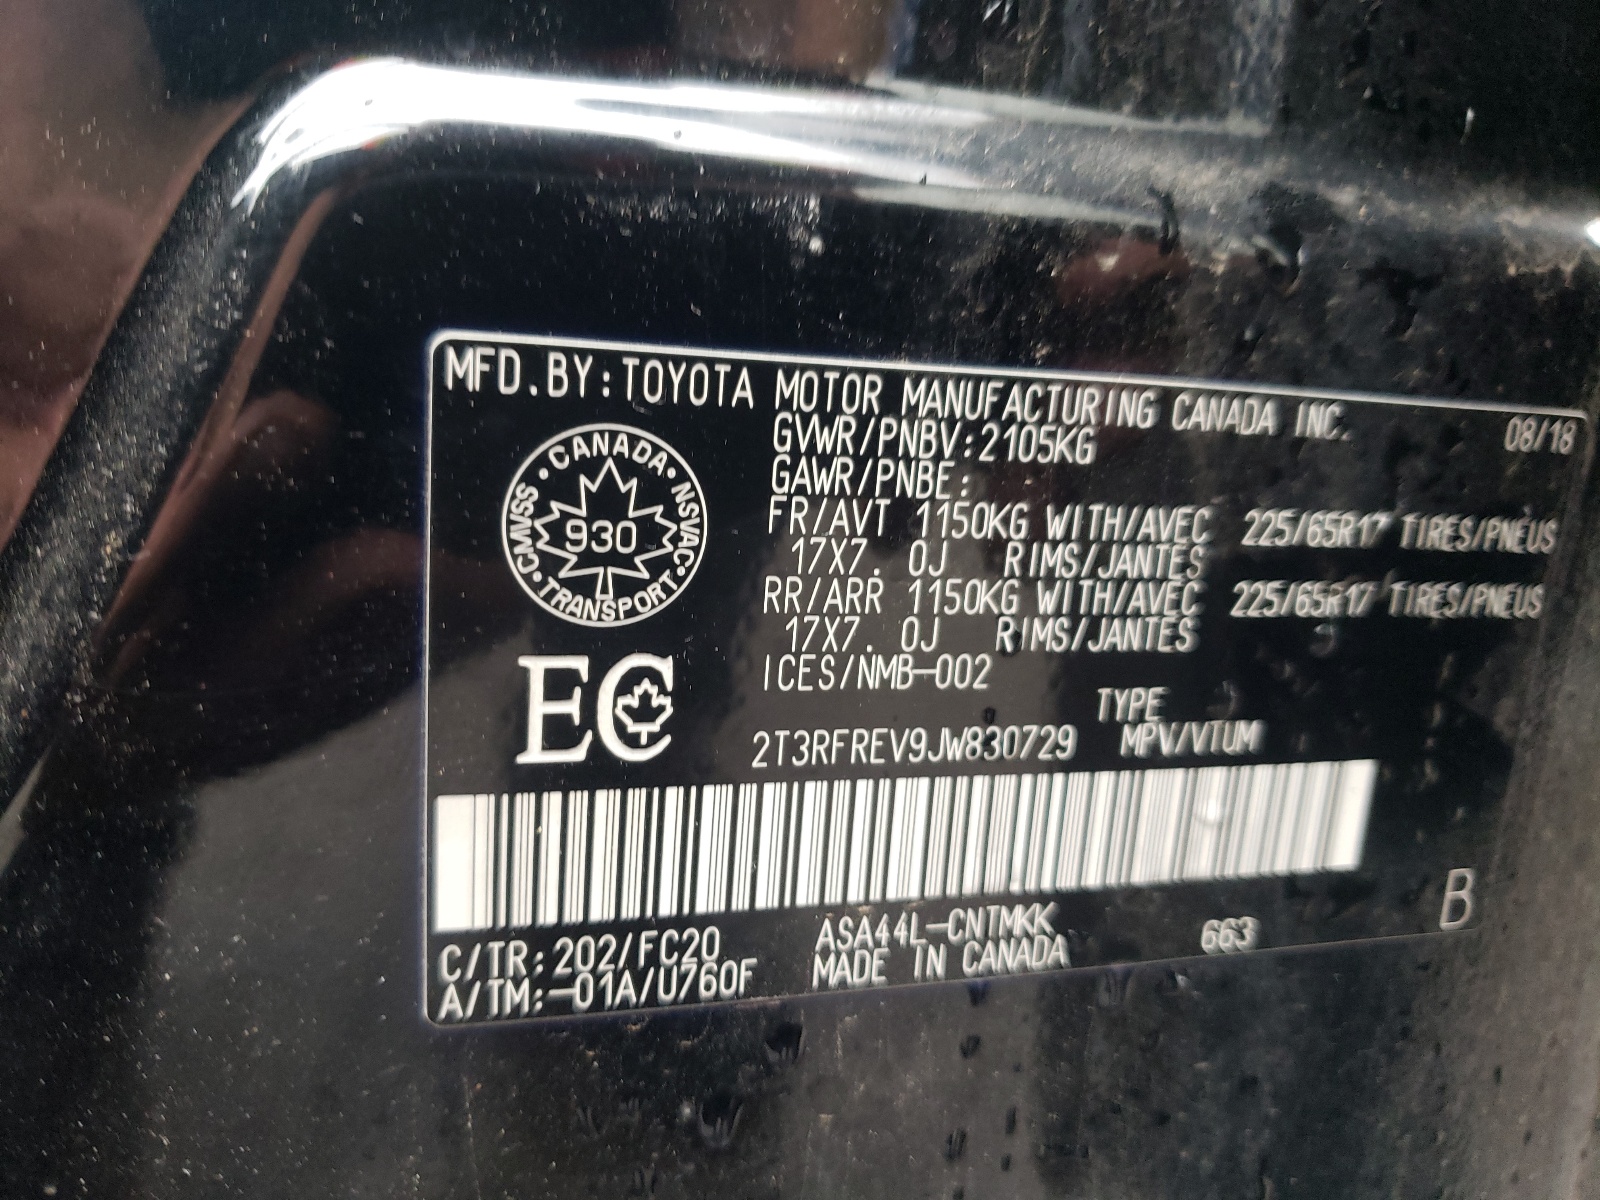 MFD.BY:TOYOTA MOTOR MANUFACTURING CANADA INC. 08/18
GVWR/PNBV:2105KG
GAWR/PNBE:
FR/AVT 1150KG WITH/AVEC 225/65R17 TIRES/PNEUS
17X7. 0J RIMS/JANTES
RR/ARR 1150KG WITH/AVEC 225/65R17 TIRES/PNEUS
17X7. 0J RIMS/JANTES
ICES/NMB-002
CANADA · NSVAC · TRANSPORT · CMVSS ·
930
EC
TYPE
2T3RFREV9JW830729 MPV/VTUM
C/TR:202/FC20 ASA44L-CNTMKK 663 B
A/TM:-01A/U760F MADE IN CANADA